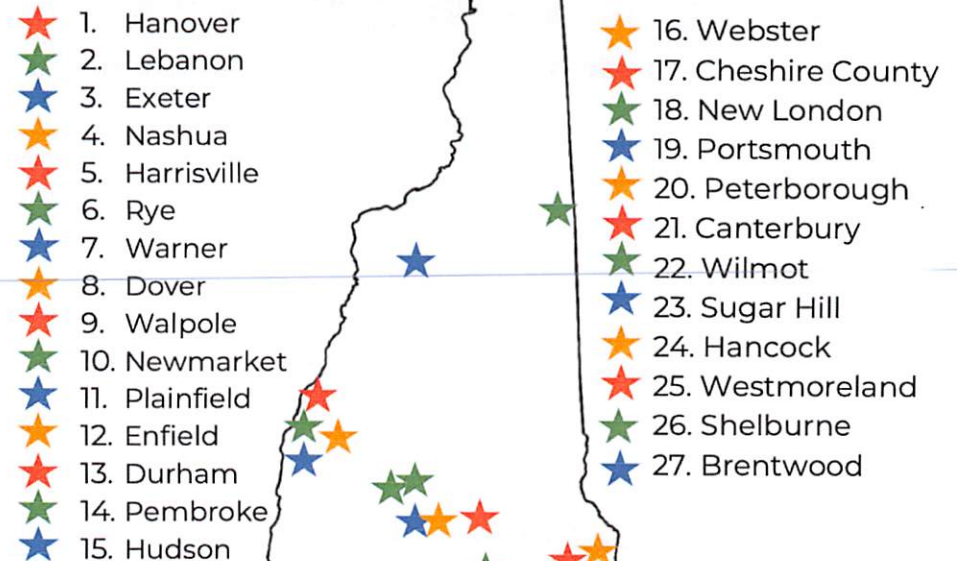 1. Hanover
2. Lebanon
3. Exeter
4. Nashua
5. Harrisville
6. Rye
7. Warner
8. Dover
9. Walpole
10. Newmarket
11. Plainfield
12. Enfield
13. Durham
14. Pembroke
15. Hudson
16. Webster
17. Cheshire County
18. New London
19. Portsmouth
20. Peterborough
21. Canterbury
22. Wilmot
23. Sugar Hill
24. Hancock
25. Westmoreland
26. Shelburne
27. Brentwood